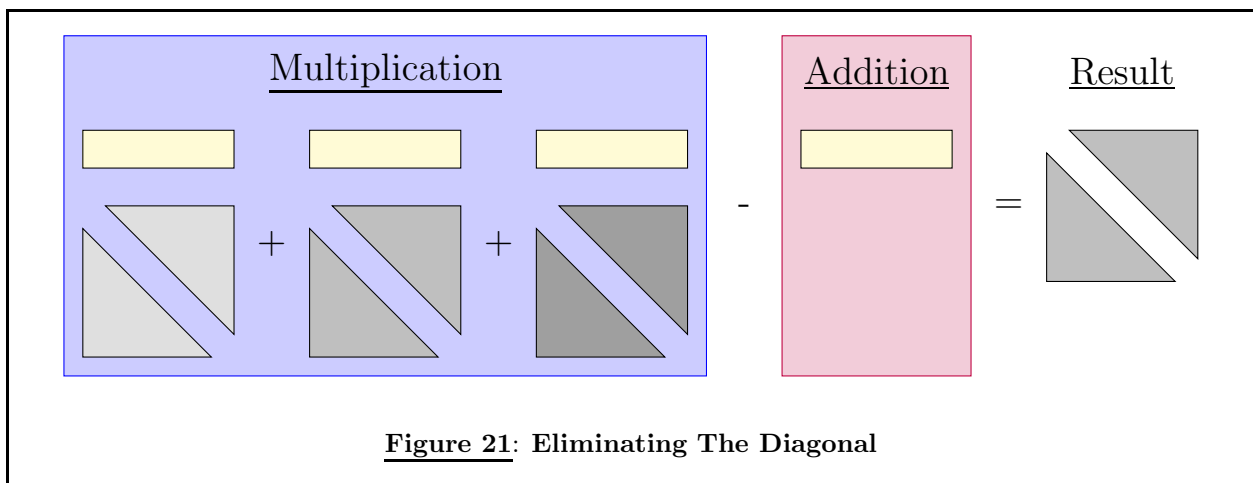 Multiplication Addition Result
+ + - =
Figure 21: Eliminating The Diagonal